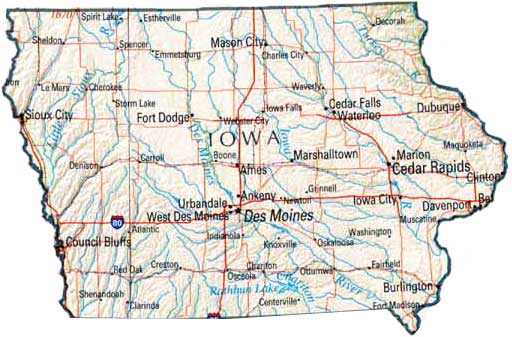 1670
Spirit Lake
Estherville
Decorah
Sheldon
Spencer
Emmetsburg
Mason City
Charles City
R
Le Mars
Cherokee
Waverly
Little Sioux
Storm Lake
Sioux City
Fort Dodge
Webster City
Iowa Falls
Cedar Falls
Waterloo
Dubuque
IOWA
Iowa
Des Moines
Maquoketa
Denison
Carroll
Boone
Ames
Marshalltown
Marion
Cedar Rapids
Clinton
Urbandale
Ankeny
Newton
Grinnell
Iowa City
R
Davenport
Be
West Des Moines
Des Moines
Muscatine
80
Atlantic
Indianola
Washington
Council Bluffs
Knoxville
Oskaloosa
Red Oak
Creston
Osceola
Chariton
Ottumwa
Fairfield
Chariton
River
Rathbun Lake
Burlington
Shenandoah
Clarinda
Centerville
Fort Madison